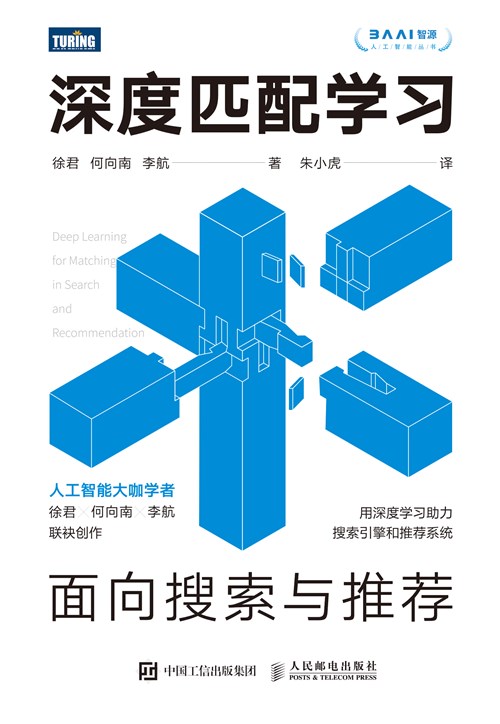 TURING
BAAI 智源
人工智能丛书
深度匹配学习
徐君 何向南 李航 著 朱小虎 译
Deep Learning
for Matching
in Search
and
Recommendation
人工智能大咖学者
徐君×何向南×李航
联袂创作
用深度学习助力
搜索引擎和推荐系统
面向搜索与推荐
中国工信出版集团
人民邮电出版社
POSTS & TELECOM PRESS